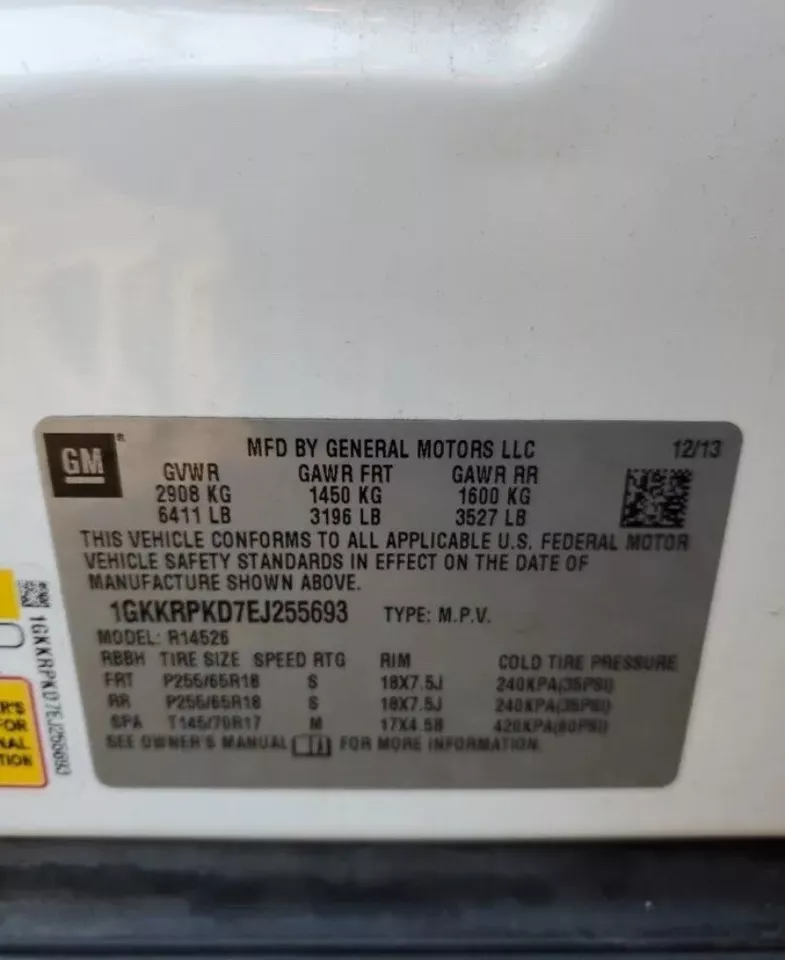 GM
MFD BY GENERAL MOTORS LLC 12/13
GVWR GAWR FRT GAWR RR
2908 KG 1450 KG 1600 KG
6411 LB 3196 LB 3527 LB
THIS VEHICLE CONFORMS TO ALL APPLICABLE U.S. FEDERAL MOTOR
VEHICLE SAFETY STANDARDS IN EFFECT ON THE DATE OF
MANUFACTURE SHOWN ABOVE.
1GKKRPKD7EJ255693 TYPE: M.P.V.
MODEL: R14526
RBBH TIRE SIZE SPEED RTG RIM COLD TIRE PRESSURE
FRT P255/65R18 S 18X7.5J 240KPA(35PSI)
RR P255/65R18 S 18X7.5J 240KPA(35PSI)
SPA T145/70R17 M 17X4.5B 420KPA(60PSI)
SEE OWNER'S MANUAL FOR MORE INFORMATION.
1GKKRPKD7EJ255693
R'S
FOR
NAL
TION